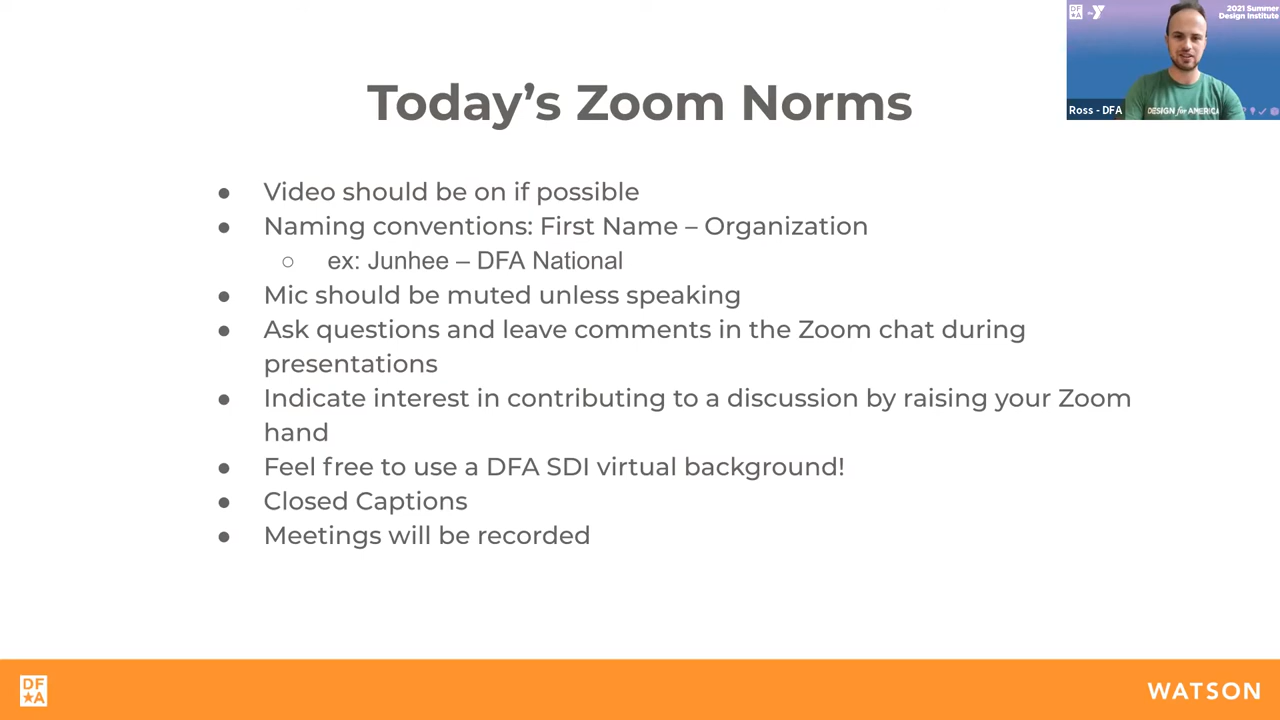 Today's Zoom Norms
● Video should be on if possible
● Naming conventions: First Name – Organization
○ ex: Junhee – DFA National
● Mic should be muted unless speaking
● Ask questions and leave comments in the Zoom chat during
presentations
● Indicate interest in contributing to a discussion by raising your Zoom
hand
● Feel free to use a DFA SDI virtual background!
● Closed Captions
● Meetings will be recorded
DF
★A
Y
2021 Summer
Design Institute
DESIGN for AMERICA
Ross - DFA
DF
★A
WATSON